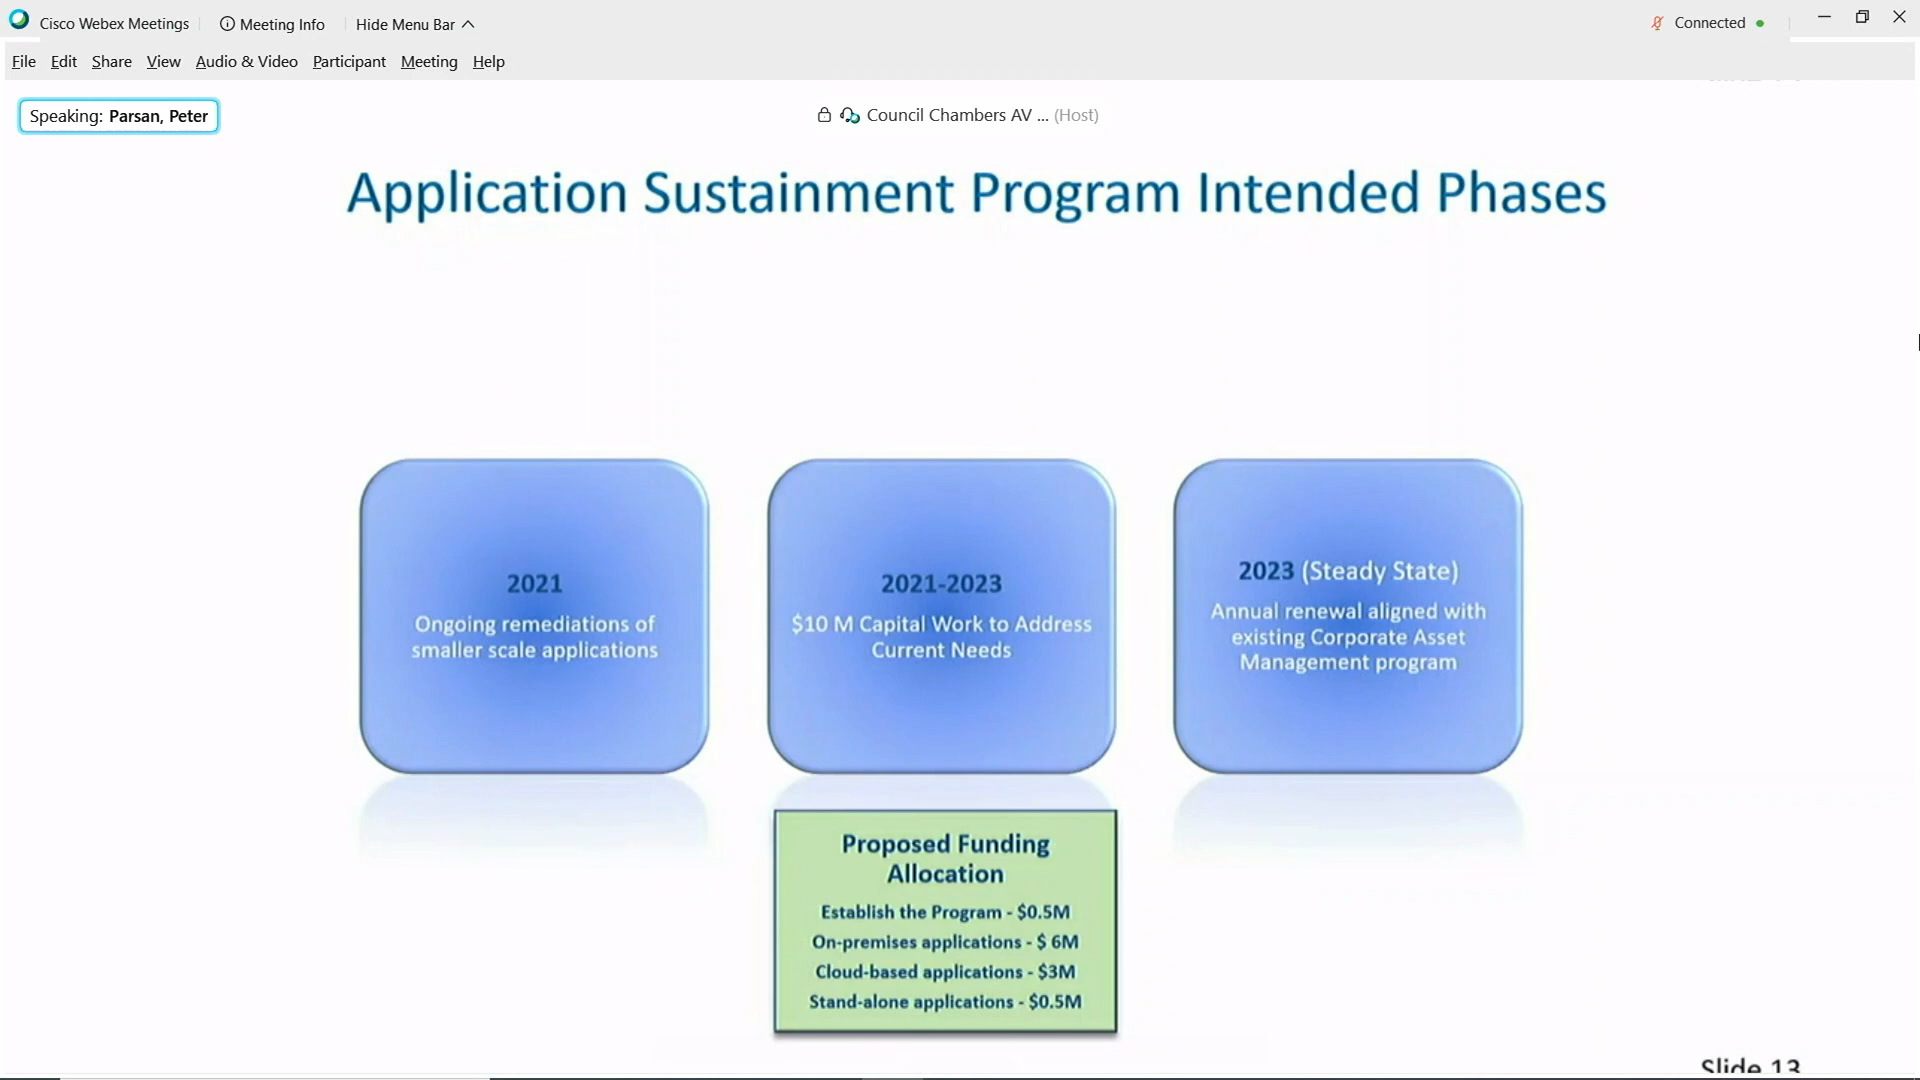 Cisco Webex Meetings
Meeting Info
Hide Menu Bar
Connected
File Edit Share View Audio & Video Participant Meeting Help
Speaking: Parsan, Peter
Council Chambers AV ... (Host)
Application Sustainment Program Intended Phases
2021
Ongoing remediations of
smaller scale applications
2021-2023
$10 M Capital Work to Address
Current Needs
2023 (Steady State)
Annual renewal aligned with
existing Corporate Asset
Management program
Proposed Funding
Allocation
Establish the Program - $0.5M
On-premises applications - $ 6M
Cloud-based applications - $3M
Stand-alone applications - $0.5M
Slide 13